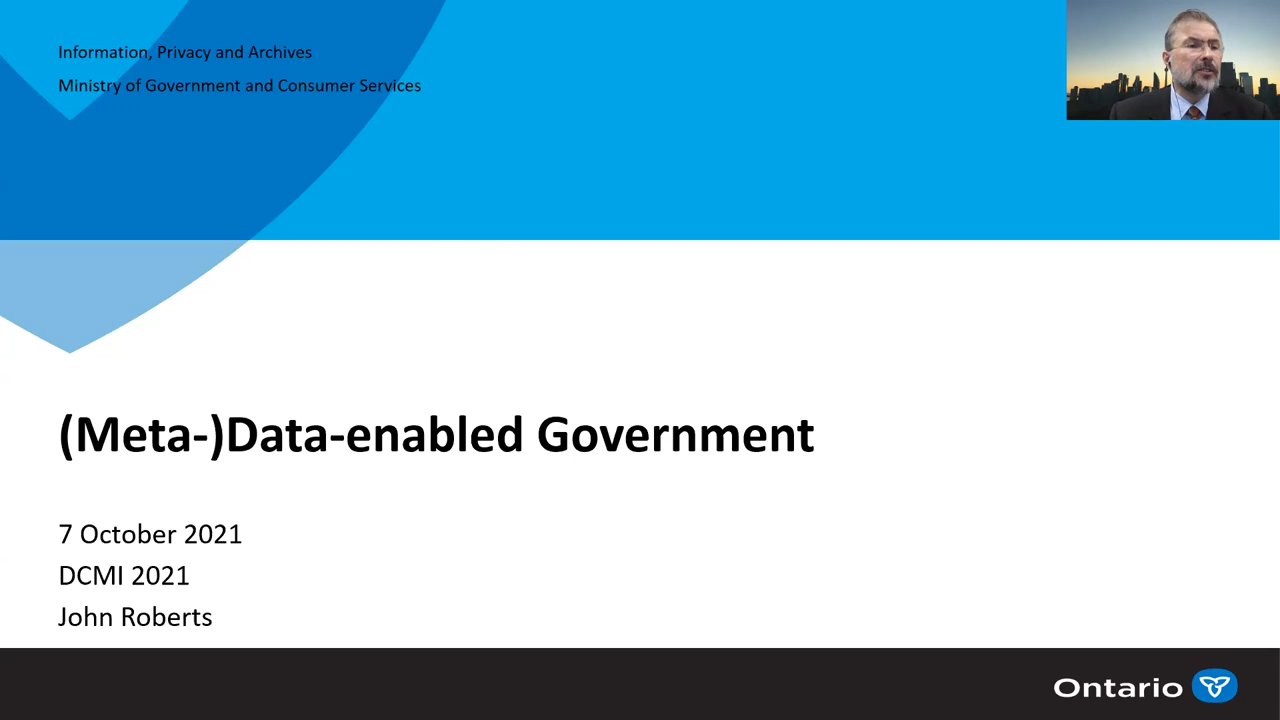 Information, Privacy and Archives
Ministry of Government and Consumer Services
(Meta-)Data-enabled Government
7 October 2021
DCMI 2021
John Roberts
Ontario